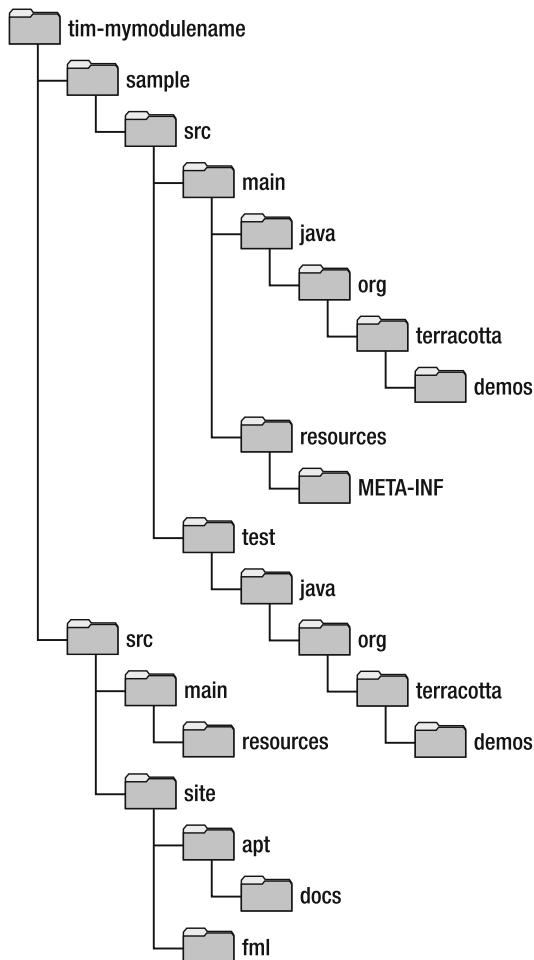 tim-mymodulename
sample
src
main
java
org
terracotta
demos
resources
META-INF
test
java
org
terracotta
demos
src
main
resources
site
apt
docs
fml